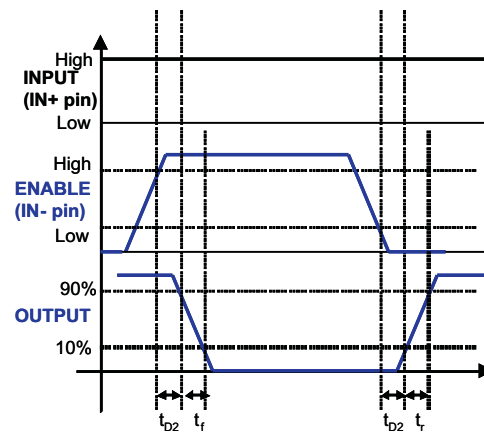 High
INPUT
(IN+ pin)
Low
High
ENABLE
(IN- pin)
Low
90%
OUTPUT
10%
tD2 tf tD2 tr